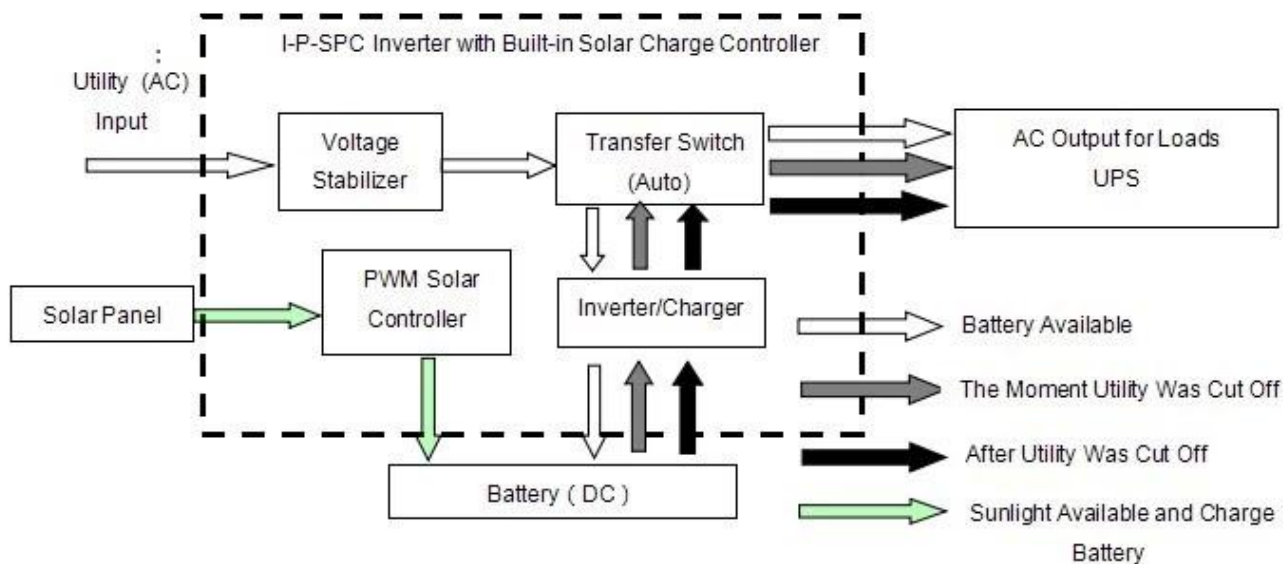 I-P-SPC Inverter with Built-in Solar Charge Controller
:
Utility (AC)
Input
Voltage
Stabilizer
Transfer Switch
(Auto)
AC Output for Loads
UPS
Solar Panel
PWM Solar
Controller
Inverter/Charger
Battery ( DC )
Battery Available
The Moment Utility Was Cut Off
After Utility Was Cut Off
Sunlight Available and Charge
Battery